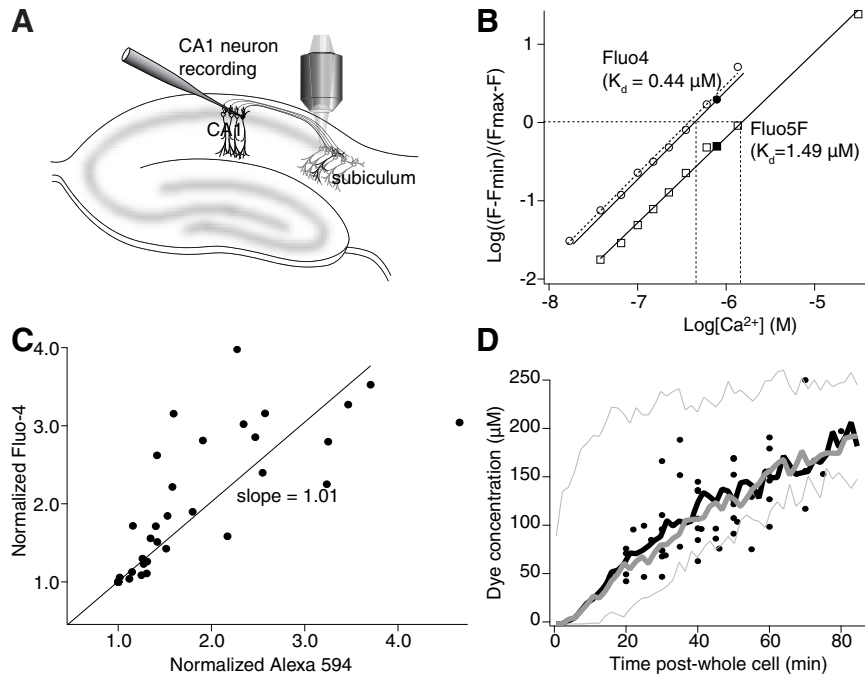 A
CA1 neuron
recording
CA1
subiculum
B
Log((F-Fmin)/(Fmax-F)
1
0
-1
-2
Fluo4
(Kd = 0.44 µM)
Fluo5F
(Kd=1.49 µM)
-8
-7
-6
-5
Log[Ca2+] (M)
C
Normalized Fluo-4
4.0
3.0
2.0
1.0
slope = 1.01
1.0
2.0
3.0
4.0
Normalized Alexa 594
D
Dye concentration (µM)
250
200
150
100
50
0
0
20
40
60
80
Time post-whole cell (min)